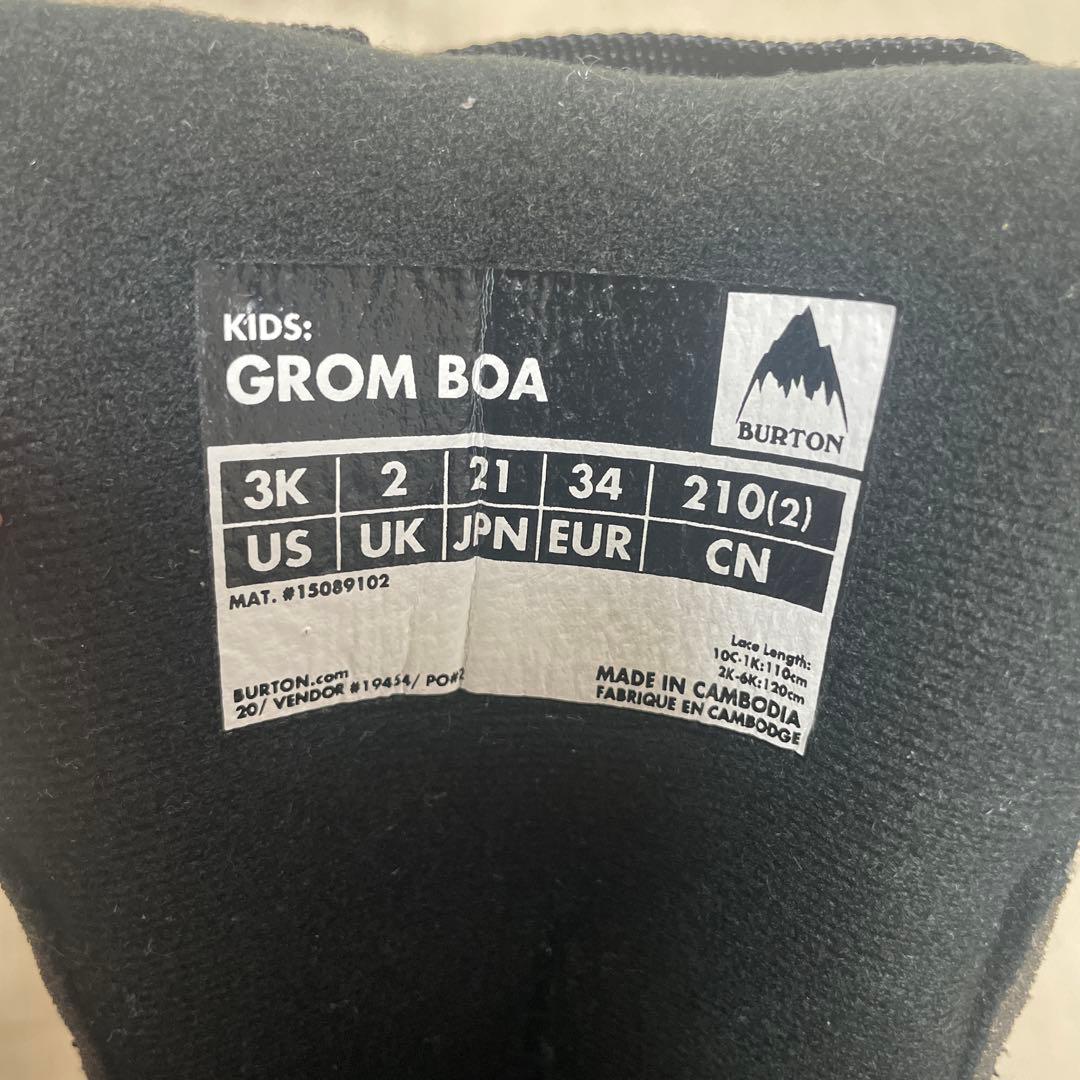 KIDS:
GROM BOA
BURTON
3K 2 21 34 210(2)
US UK JPN EUR CN
MAT. #15089102
Lace Length:
10C-1K:110cm
2K-6K:120cm
BURTON.com
20/ VENDOR #19454/ PO#2
MADE IN CAMBODIA
FABRIQUE EN CAMBODGE